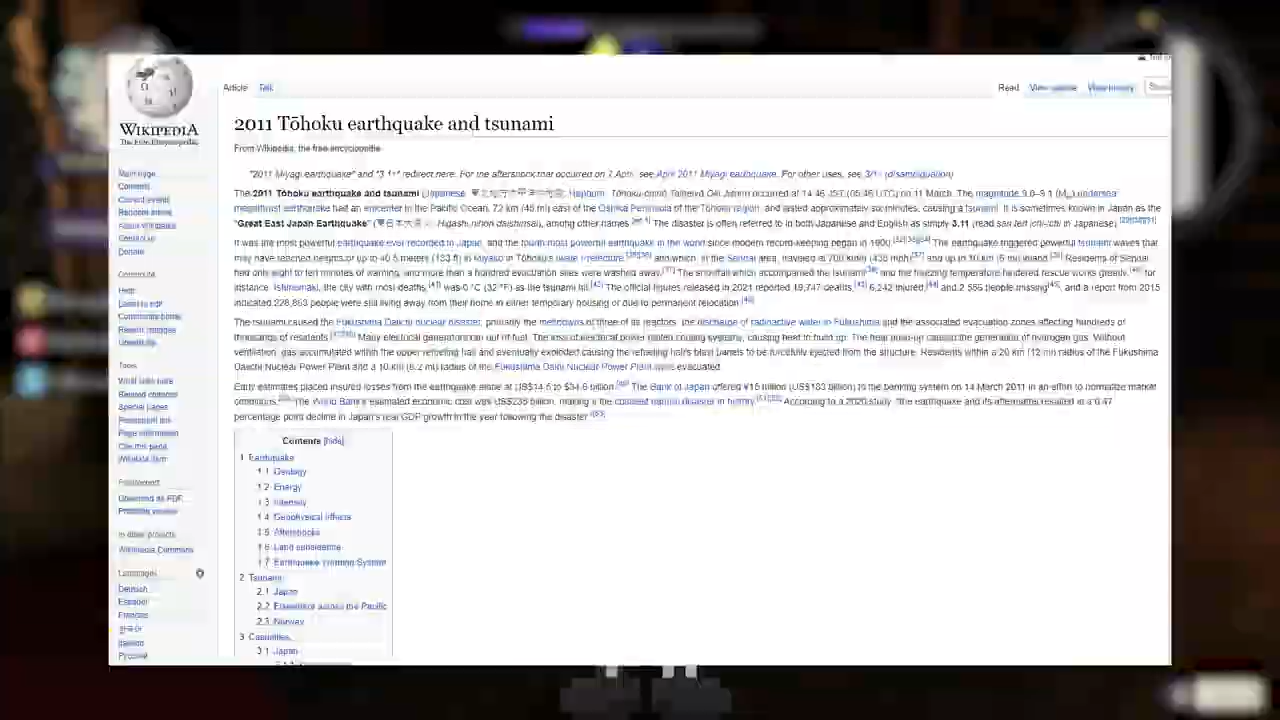 WIKIPEDIA
The Free Encyclopedia
Article Talk
Read View source View history
2011 Tōhoku earthquake and tsunami
From Wikipedia, the free encyclopedia
"2011 Miyagi earthquake" and "3.11" redirect here. For the aftershock that occurred on 7 April, see April 2011 Miyagi earthquake. For other uses, see 3/11 (disambiguation)
The 2011 Tōhoku earthquake and tsunami (Japanese: occurred at 14:46 JST (05:46 UTC) on 11 March. The magnitude 9.0–9.1 (Mw) undersea
megathrust earthquake had an epicenter in the Pacific Ocean, 72 km (45 mi) east of the Oshika Peninsula of the Tōhoku region, and lasted approximately six minutes, causing a tsunami. It is sometimes known in Japan as the
"Great East Japan Earthquake" among other names. The disaster is often referred to in both Japanese and English as simply 3.11 (read san ten ichi-ichi in Japanese)
It was the most powerful earthquake ever recorded in Japan, and the fourth most powerful earthquake in the world since modern record-keeping began in 1900. The earthquake triggered powerful tsunami waves that
may have reached heights of up to 40.5 meters (133 ft) in Miyako in Tōhoku's Iwate Prefecture, and which, in the Sendai area, traveled at 700 km/h (435 mph) and up to 10 km (6 mi) inland. Residents of Sendai
had only eight to ten minutes of warning, and more than a hundred evacuation sites were washed away. The snowfall which accompanied the tsunami and the freezing temperature hindered rescue works greatly; for
instance, Ishinomaki, the city with most deaths, was 0 °C (32 °F) as the tsunami hit. The official figures released in 2021 reported 19,747 deaths, 6,242 injured, and 2,556 people missing, and a report from 2015
indicated 228,863 people were still living away from their home in either temporary housing or due to permanent relocation.
The tsunami caused the Fukushima Daiichi nuclear disaster, primarily the meltdowns of three of its reactors, the discharge of radioactive water in Fukushima and the associated evacuation zones affecting hundreds of
thousands of residents. Many electrical generators ran out of fuel. The loss of electrical power halted cooling systems, causing heat to build up. The heat build-up caused the generation of hydrogen gas. Without
ventilation, gas accumulated within the upper refueling hall and eventually exploded causing the refueling hall's blast panels to be forcefully ejected from the structure. Residents within a 20 km (12 mi) radius of the Fukushima
Daiichi Nuclear Power Plant and a 10 km (6.2 mi) radius of the Fukushima Daini Nuclear Power Plant were evacuated.
Early estimates placed insured losses from the earthquake alone at US$14.5 to $34.6 billion. The Bank of Japan offered ¥15 trillion (US$183 billion) to the banking system on 14 March 2011 in an effort to normalize market
conditions. The World Bank's estimated economic cost was US$235 billion, making it the costliest natural disaster in history. According to a 2020 study, "the earthquake and its aftermaths resulted in a 0.47
percentage point decline in Japan's real GDP growth in the year following the disaster."
Main page
Contents
Current events
Random article
About Wikipedia
Contact us
Donate
Contribute
Help
Learn to edit
Community portal
Recent changes
Upload file
Tools
What links here
Related changes
Special pages
Permanent link
Page information
Cite this page
Wikidata item
Print/export
Download as PDF
Printable version
In other projects
Wikimedia Commons
Languages
Deutsch
Español
Français
한국어
Italiano
Русский
Contents [hide]
1 Earthquake
1.1 Geology
1.2 Energy
1.3 Intensity
1.4 Geophysical effects
1.5 Aftershocks
1.6 Land subsidence
1.7 Earthquake Warning System
2 Tsunami
2.1 Japan
2.2 Elsewhere across the Pacific
2.3 Norway
3 Casualties
3.1 Japan